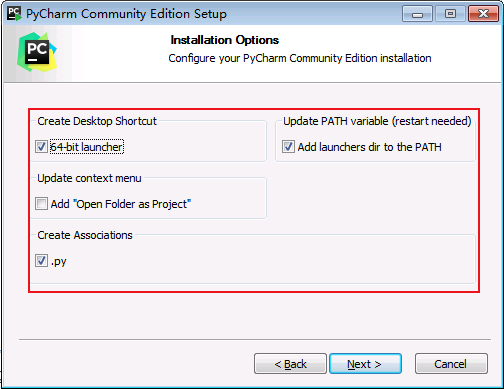 PyCharm Community Edition Setup
PC
Installation Options
Configure your PyCharm Community Edition installation
Create Desktop Shortcut
64-bit launcher
Update PATH variable (restart needed)
Add launchers dir to the PATH
Update context menu
Add "Open Folder as Project"
Create Associations
.py
< Back
Next >
Cancel